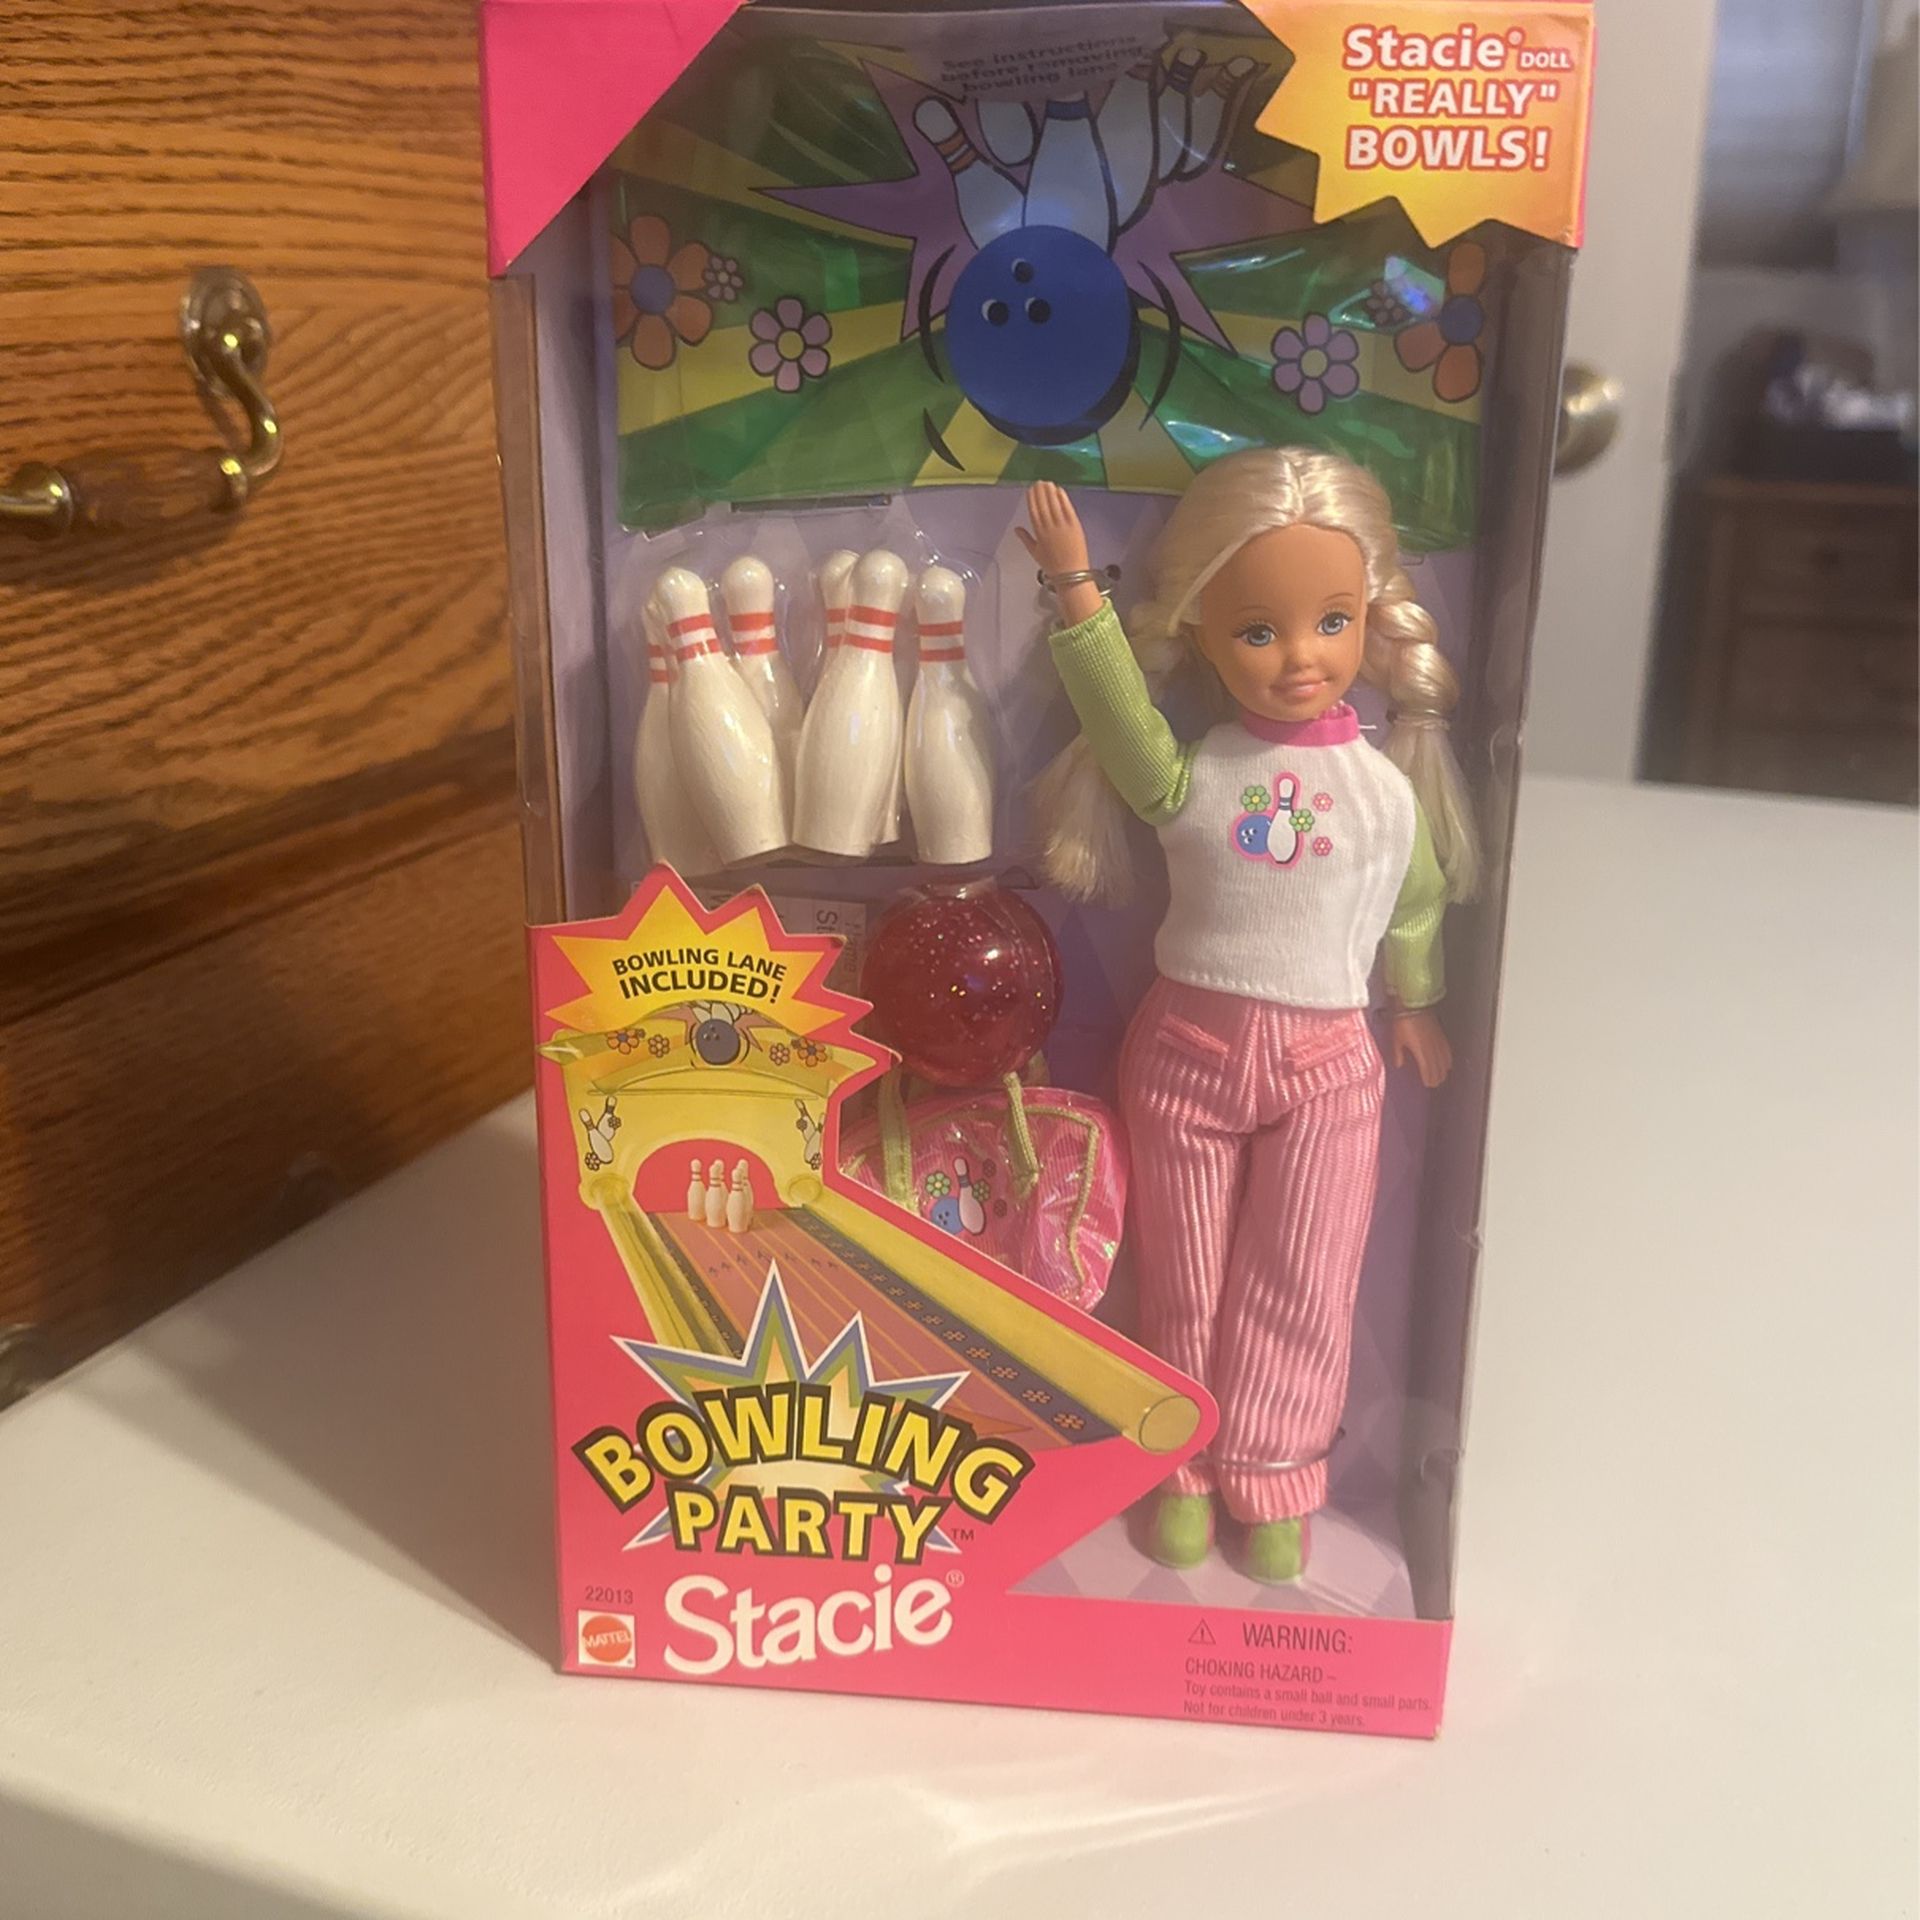 See instructions
before removing
bowling lane
Stacie® DOLL
"REALLY"
BOWLS!
BOWLING LANE
INCLUDED!
BOWLING
PARTY™
22013
MATTEL
Stacie®
WARNING:
CHOKING HAZARD –
Toy contains a small ball and small parts.
Not for children under 3 years.